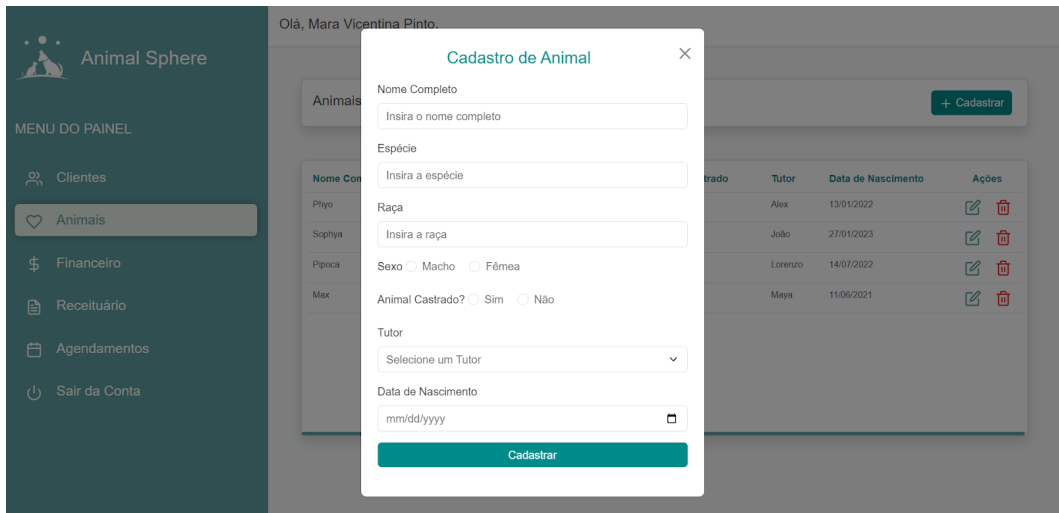 Olá, Mara Vicentina Pinto.
Animal Sphere
MENU DO PAINEL
Clientes
Animais
Financeiro
Receituário
Agendamentos
Sair da Conta
Animais
+ Cadastrar
Nome Com trado Tutor Data de Nascimento Ações
Phyo Alex 13/01/2022
Sophya João 27/01/2023
Pipoca Lorenzo 14/07/2022
Max Maya 11/06/2021
Cadastro de Animal
Nome Completo
Insira o nome completo
Espécie
Insira a espécie
Raça
Insira a raça
Sexo Macho Fêmea
Animal Castrado? Sim Não
Tutor
Selecione um Tutor
Data de Nascimento
mm/dd/yyyy
Cadastrar